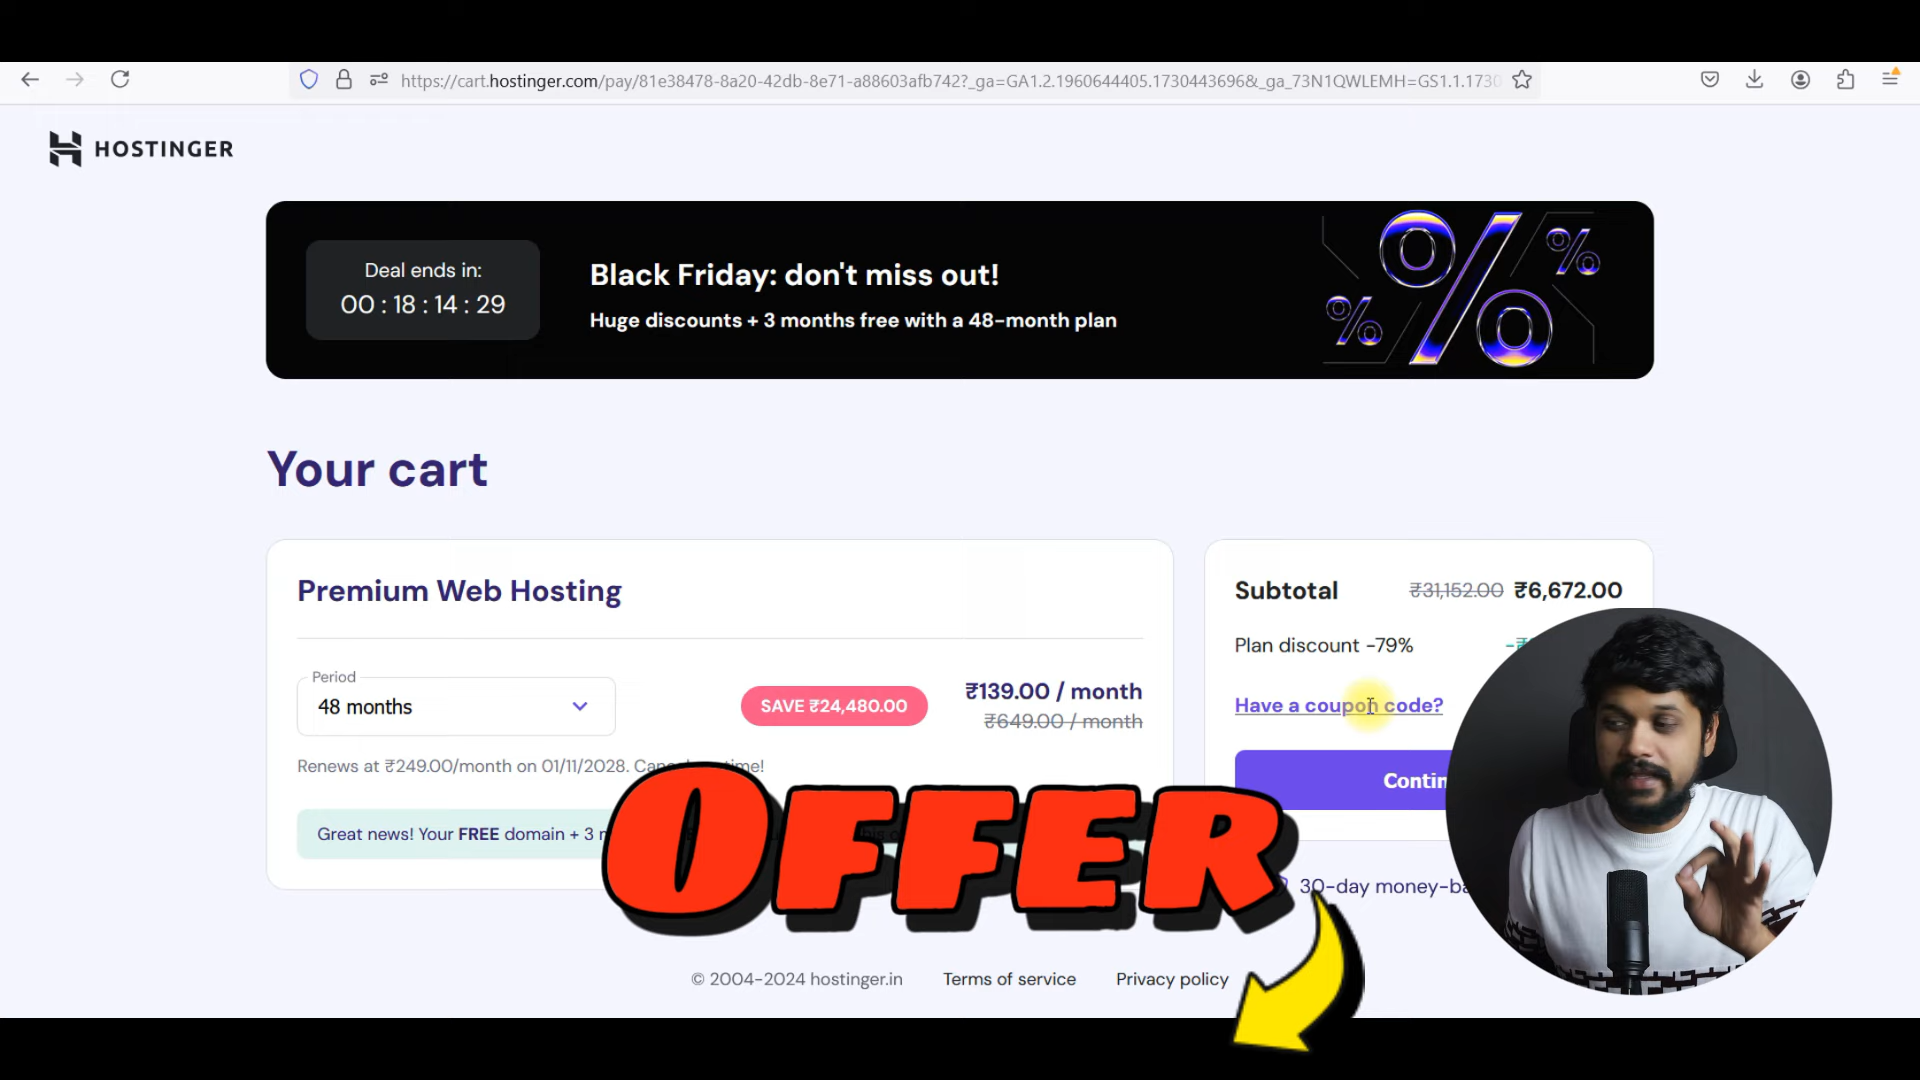 https://cart.hostinger.com/pay/81e38478-8a20-42db-8e71-a88603afb742?_ga=GA1.2.1960644405.1730443696&_ga_73N1QWLEMH=GS1.1.1730
HOSTINGER
Deal ends in:
00 : 18 : 14 : 29
Black Friday: don't miss out!
Huge discounts + 3 months free with a 48-month plan
% % %
Your cart
Premium Web Hosting
Period
48 months
SAVE ₹24,480.00
₹139.00 / month
₹649.00 / month
Renews at ₹249.00/month on 01/11/2028.
Great news! Your FREE domain + 3
Subtotal ₹31,152.00 ₹6,672.00
Plan discount -79%
Have a coupon code?
Contin
30-day
OFFER
© 2004-2024 hostinger.in Terms of service Privacy policy